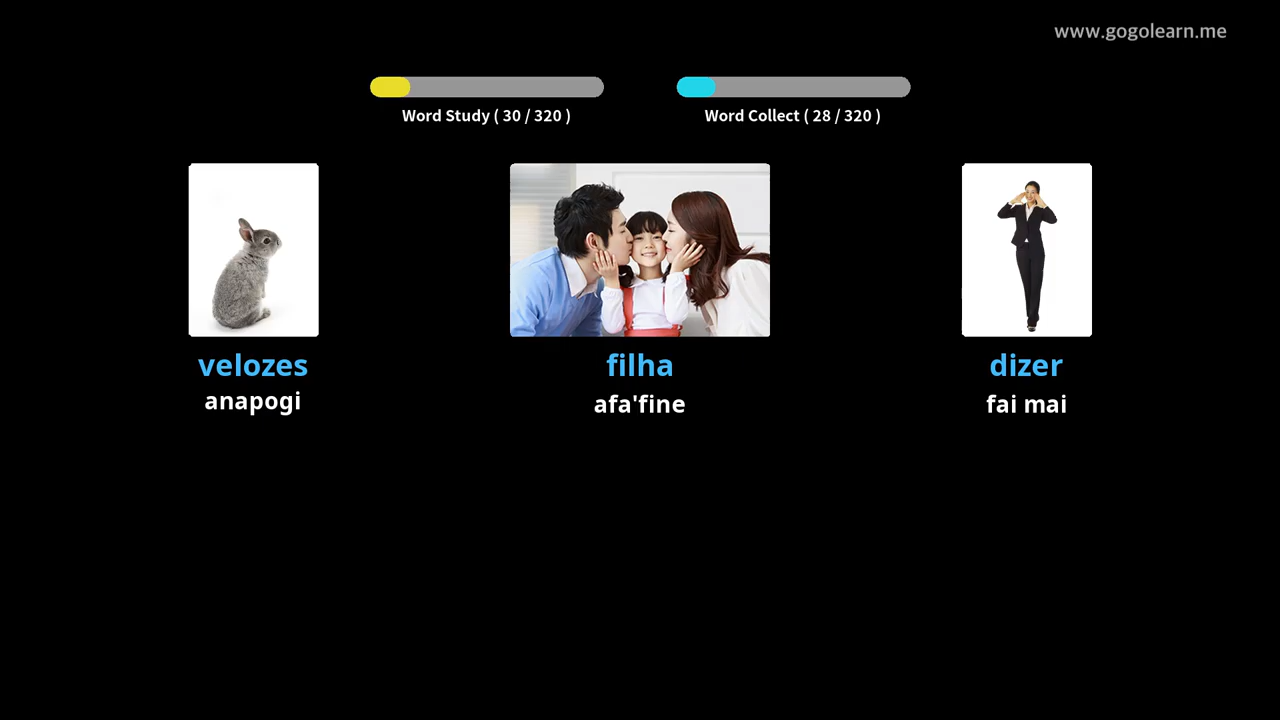 www.gogolearn.me
Word Study ( 30 / 320 )
Word Collect ( 28 / 320 )
velozes
anapogi
filha
afa'fine
dizer
fai mai